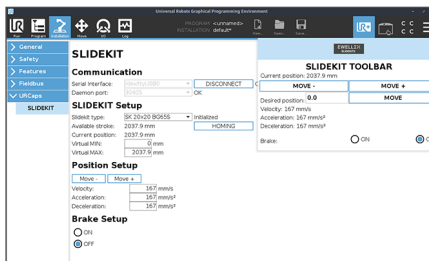 Universal Robots Graphical Programming Environment
PROGRAM <unnamed>
INSTALLATION default*
Run
Program
Installation
Move
I/O
Log
New...
Open...
Save...
General
Safety
Features
Fieldbus
URCaps
SLIDEKIT
SLIDEKIT
Communication
Serial Interface:
DISCONNECT
Daemon port:
OK
SLIDEKIT Setup
Slidekit type: SK 20x20 BG65S Initialized
Available stroke: 2037.9 mm HOMING
Current position: 2037.9 mm
Virtual MIN: 0 mm
Virtual MAX: 2037.9 mm
Position Setup
Move - Move +
Velocity: 167 mm/s
Acceleration: 167 mm/s²
Deceleration: 167 mm/s²
Brake Setup
ON
OFF
EWELLIX
SLIDEKIT TOOLBAR
Current position: 2037.9 mm
MOVE - MOVE +
Desired position: 0.0 MOVE
Velocity: 167 mm/s
Acceleration: 167 mm/s²
Deceleration: 167 mm/s²
Brake: ON